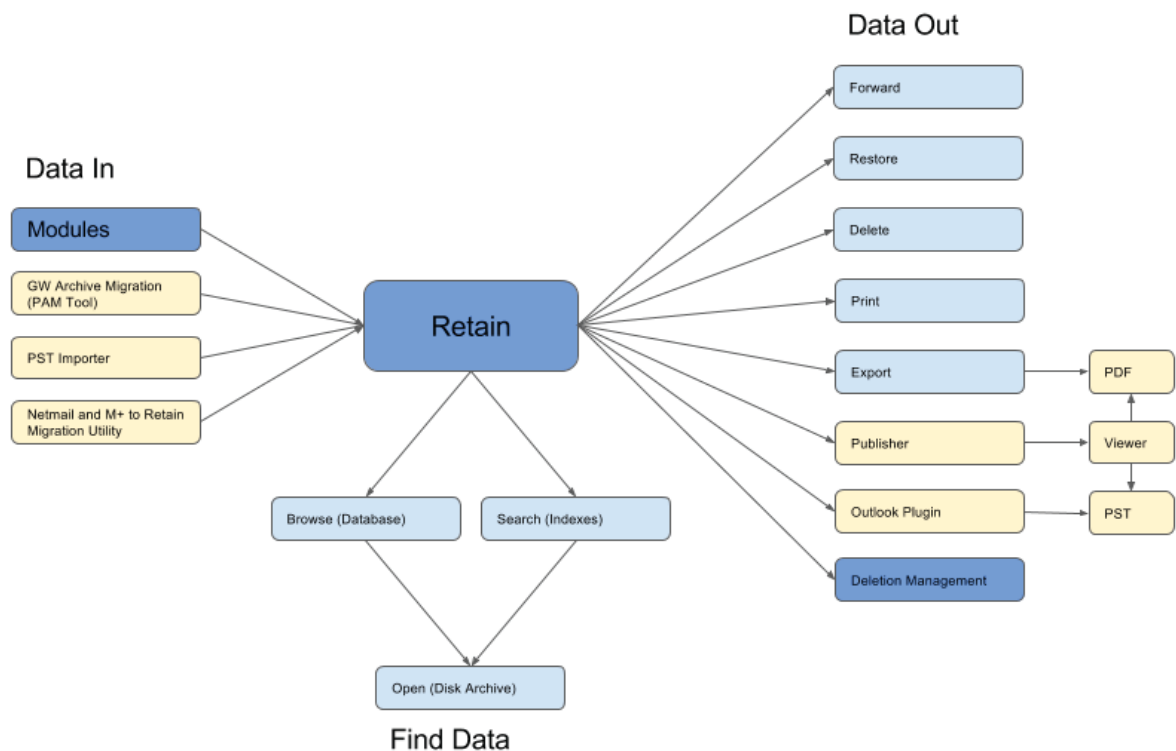 Data Out
Forward
Restore
Data In
Modules
Delete
GW Archive Migration
(PAM Tool)
Print
Retain
PST Importer
Export
PDF
Netmail and M+ to Retain
Migration Utility
Publisher
Viewer
Browse (Database)
Search (Indexes)
Outlook Plugin
PST
Deletion Management
Open (Disk Archive)
Find Data